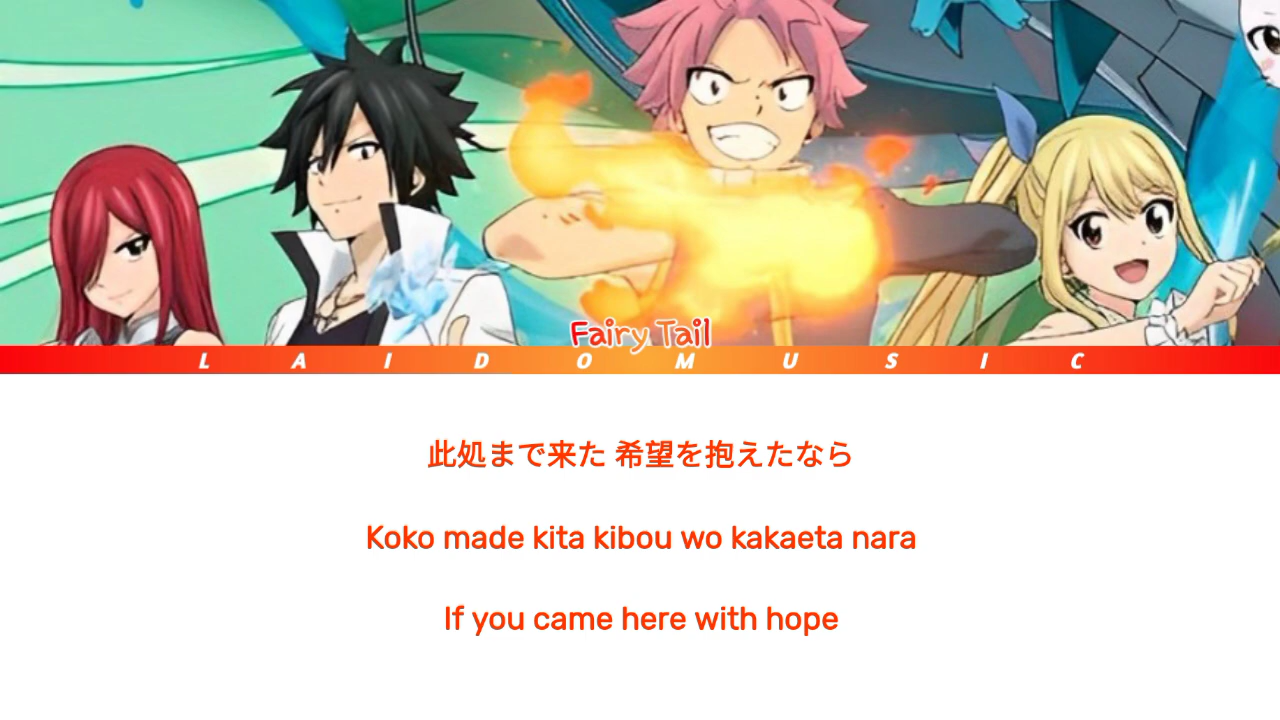 Fairy Tail
LAIDOMUSIC
此処まで来た 希望を抱えたなら
Koko made kita kibou wo kakaeta nara
If you came here with hope